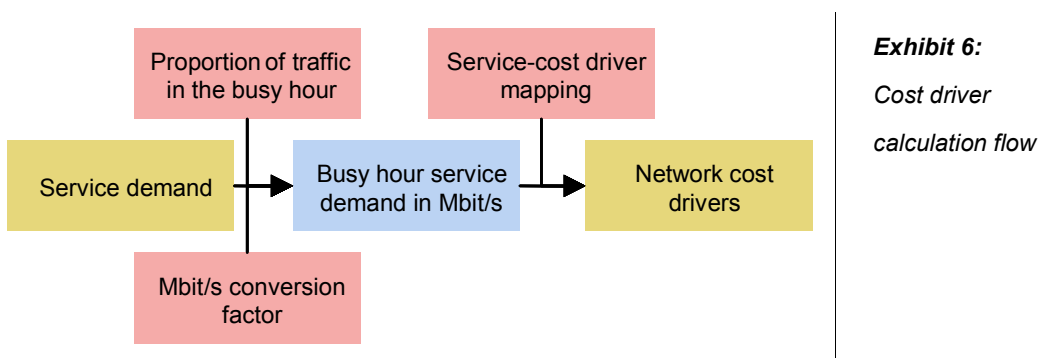 Proportion of traffic
in the busy hour
Service-cost driver
mapping
Service demand
Busy hour service
demand in Mbit/s
Network cost
drivers
Mbit/s conversion
factor
Exhibit 6:
Cost driver
calculation flow